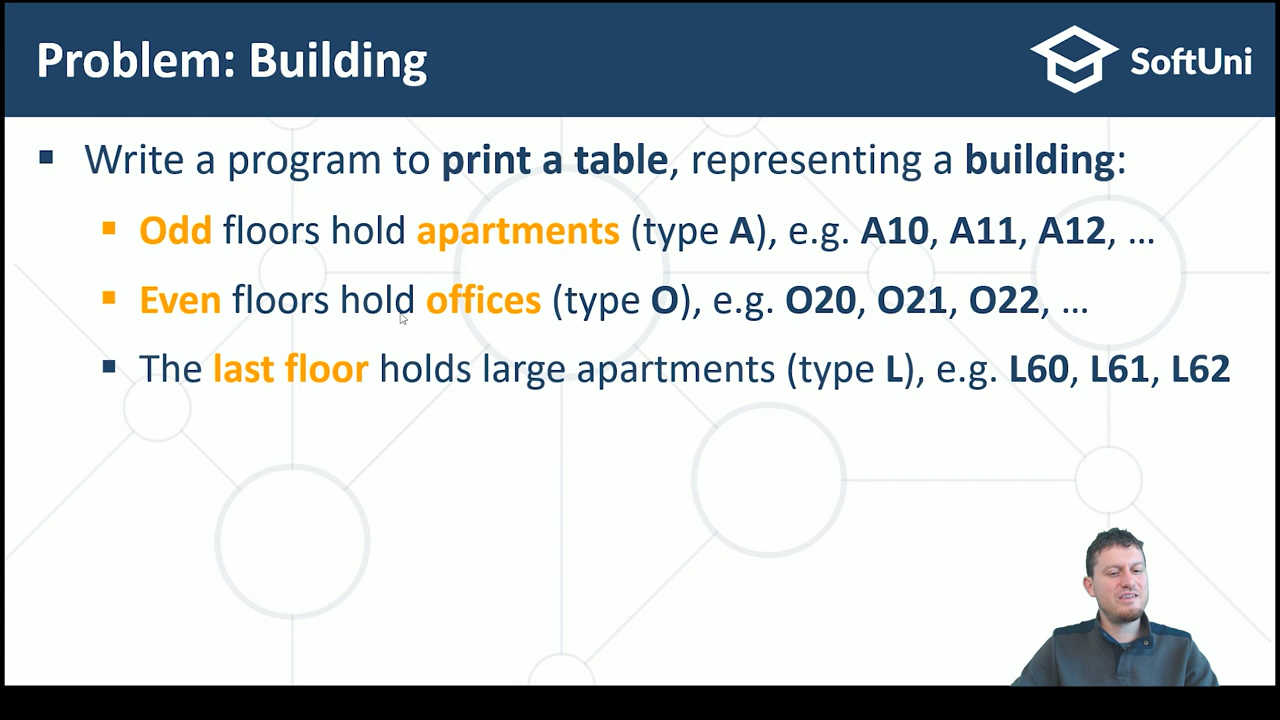 Problem: Building
SoftUni
▪ Write a program to print a table, representing a building:
▪ Odd floors hold apartments (type A), e.g. A10, A11, A12, ...
▪ Even floors hold offices (type O), e.g. O20, O21, O22, ...
▪ The last floor holds large apartments (type L), e.g. L60, L61, L62